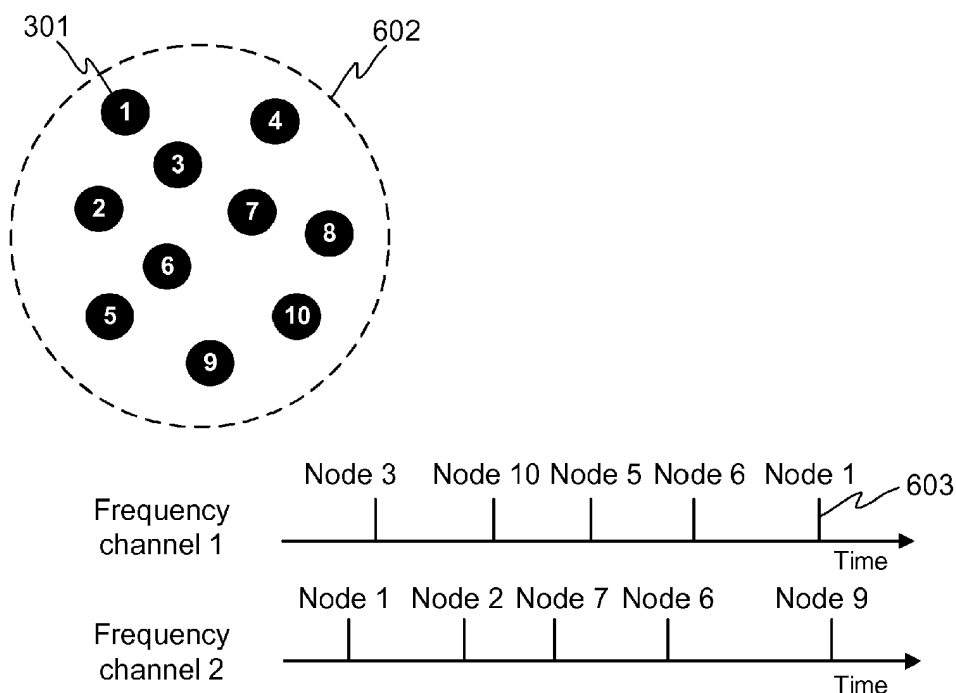 301
602
1
4
3
2
7
8
6
5
10
9
Node 3 Node 10 Node 5 Node 6 Node 1
603
Frequency
channel 1
Time
Node 1 Node 2 Node 7 Node 6 Node 9
Frequency
channel 2
Time